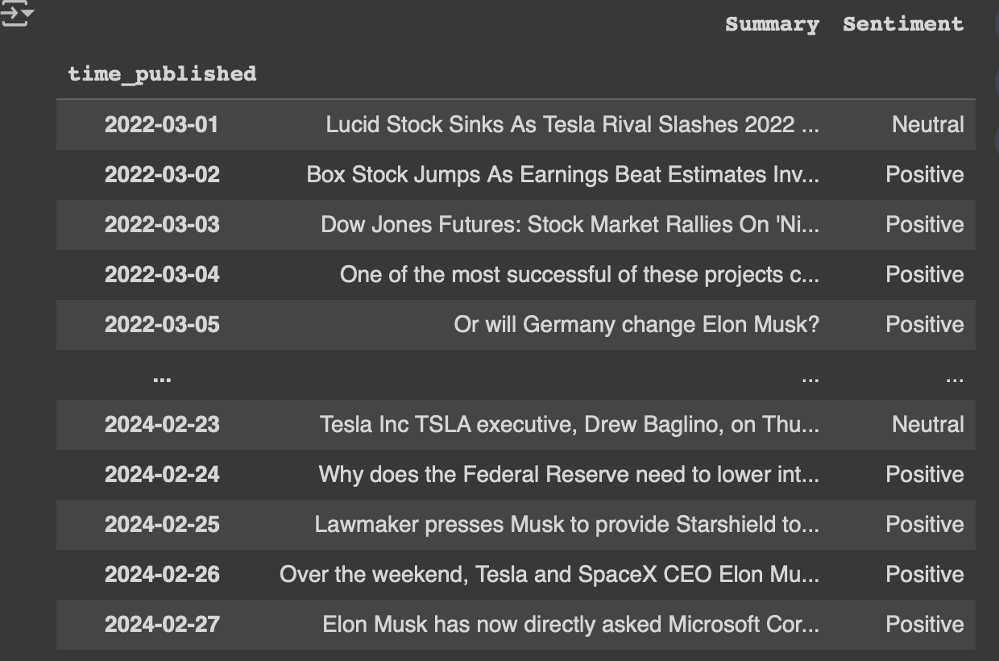 Summary Sentiment
time_published
2022-03-01 Lucid Stock Sinks As Tesla Rival Slashes 2022 ... Neutral
2022-03-02 Box Stock Jumps As Earnings Beat Estimates Inv... Positive
2022-03-03 Dow Jones Futures: Stock Market Rallies On 'Ni... Positive
2022-03-04 One of the most successful of these projects c... Positive
2022-03-05 Or will Germany change Elon Musk? Positive
... ... ...
2024-02-23 Tesla Inc TSLA executive, Drew Baglino, on Thu... Neutral
2024-02-24 Why does the Federal Reserve need to lower int... Positive
2024-02-25 Lawmaker presses Musk to provide Starshield to... Positive
2024-02-26 Over the weekend, Tesla and SpaceX CEO Elon Mu... Positive
2024-02-27 Elon Musk has now directly asked Microsoft Cor... Positive